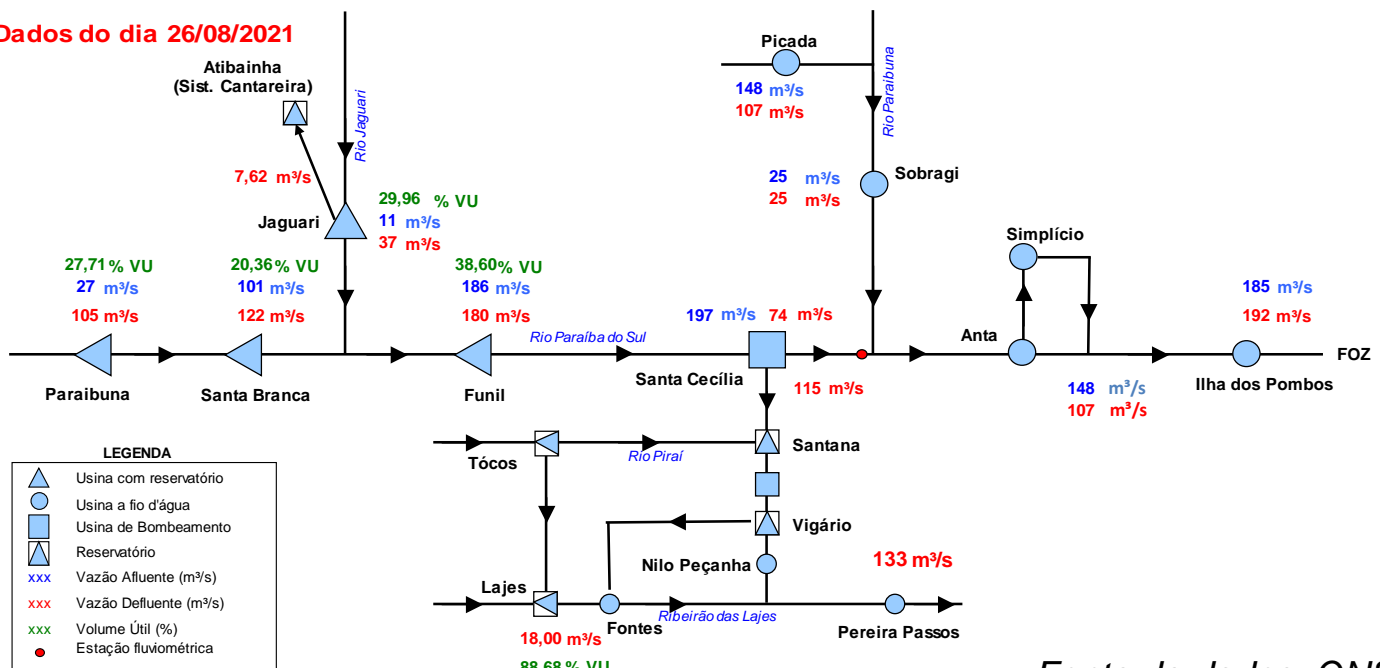 Dados do dia 26/08/2021
Atibainha
(Sist. Cantareira)
Rio Jaguari
7,62 m³/s
Jaguari
29,96 % VU
11 m³/s
37 m³/s
Picada
148 m³/s
107 m³/s
Rio Paraibuna
25 m³/s
25 m³/s
Sobragi
27,71 % VU
27 m³/s
105 m³/s
Paraibuna
20,36 % VU
101 m³/s
122 m³/s
Santa Branca
38,60 % VU
186 m³/s
180 m³/s
Funil
Rio Paraíba do Sul
197 m³/s 74 m³/s
Santa Cecília
115 m³/s
Simplício
Anta
148 m³/s
107 m³/s
185 m³/s
192 m³/s
Ilha dos Pombos
FOZ
Tócos
Rio Piraí
Santana
Vigário
Nilo Peçanha
133 m³/s
Lajes
18,00 m³/s
88,68 % VU
Fontes
Ribeirão das Lajes
Pereira Passos
LEGENDA
Usina com reservatório
Usina a fio d'água
Usina de Bombeamento
Reservatório
xxx Vazão Afluente (m³/s)
xxx Vazão Defluente (m³/s)
xxx Volume Útil (%)
Estação fluviométrica